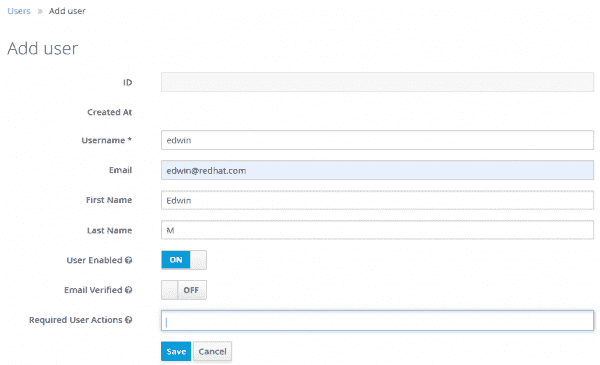 Users » Add user
Add user
ID
Created At
Username * edwin
Email edwin@redhat.com
First Name Edwin
Last Name M
User Enabled ON
Email Verified OFF
Required User Actions
Save Cancel